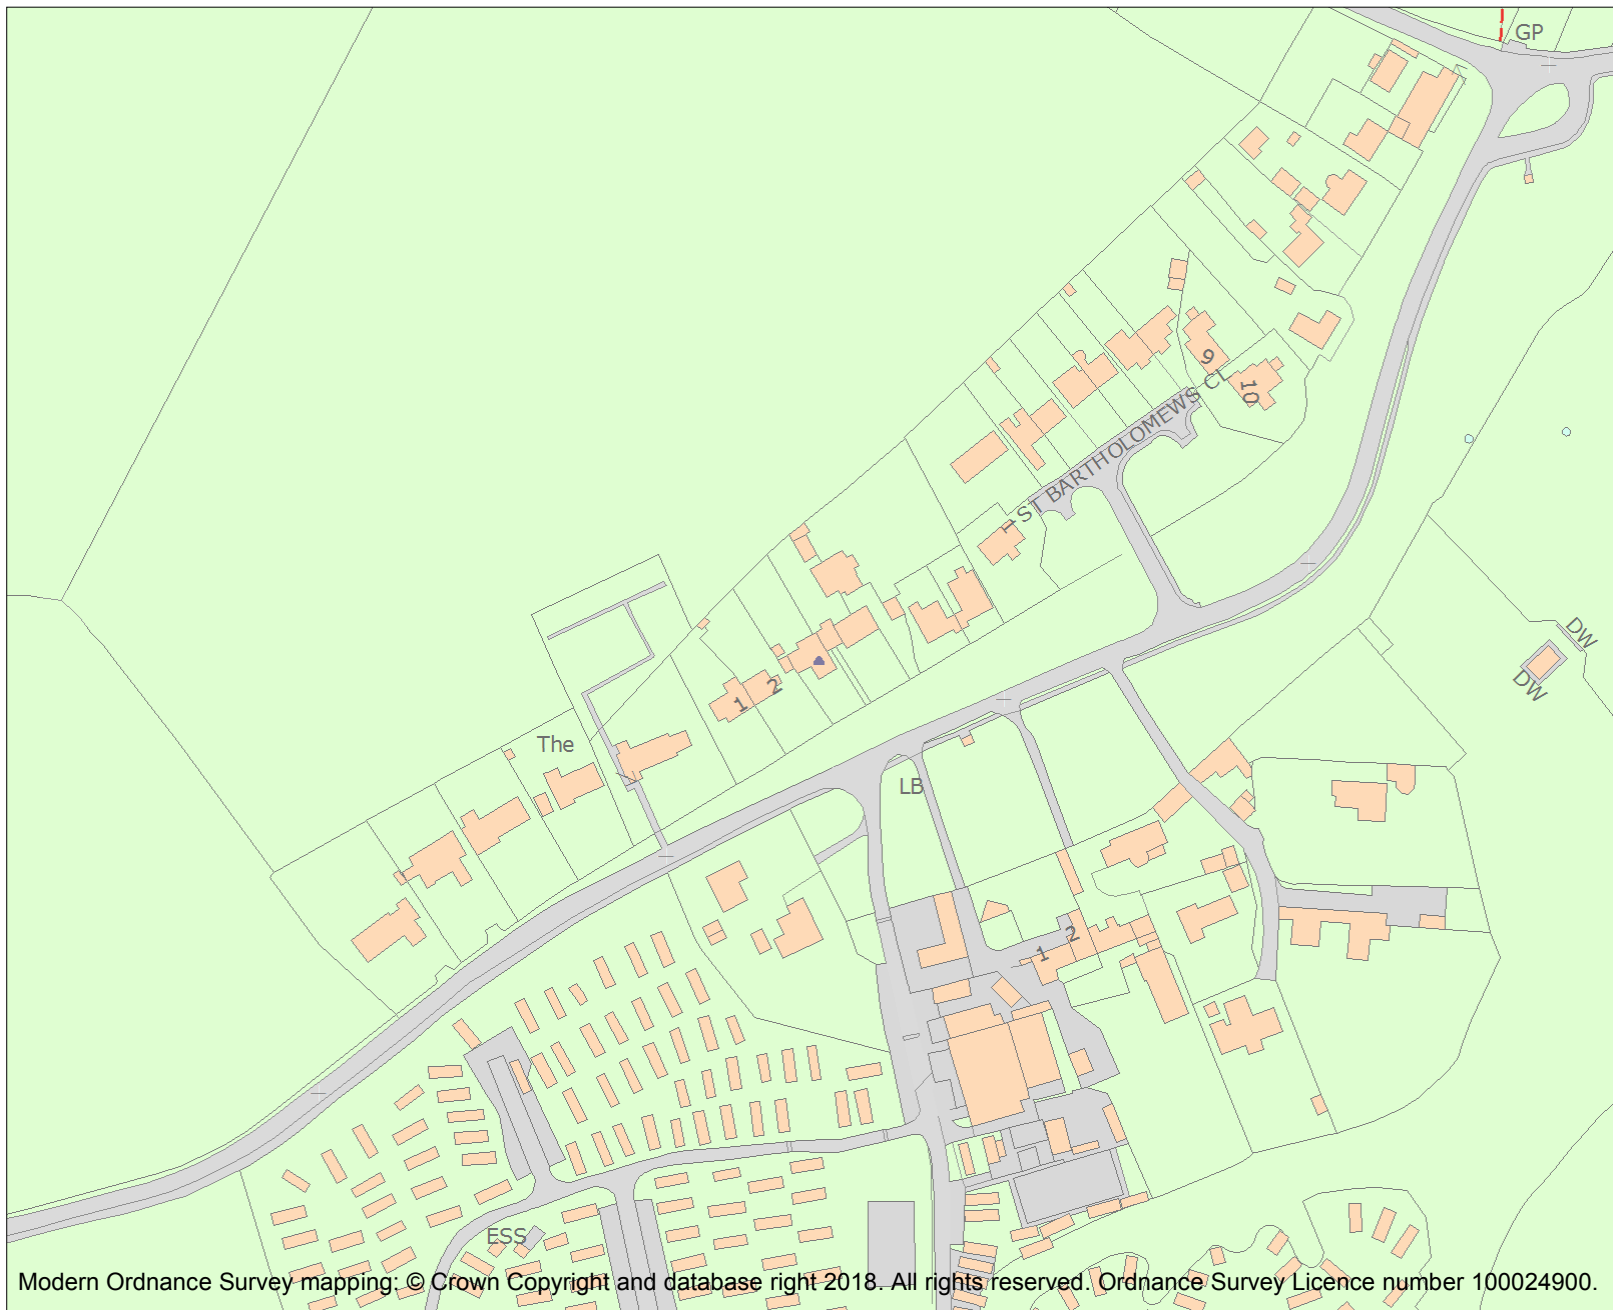 GP
9
10
1 ST BARTHOLOMEWS CL
DW
DW
2
1
The
LB
2
1
ESS
Modern Ordnance Survey mapping: © Crown Copyright and database right 2018. All rights reserved. Ordnance Survey Licence number 100024900.